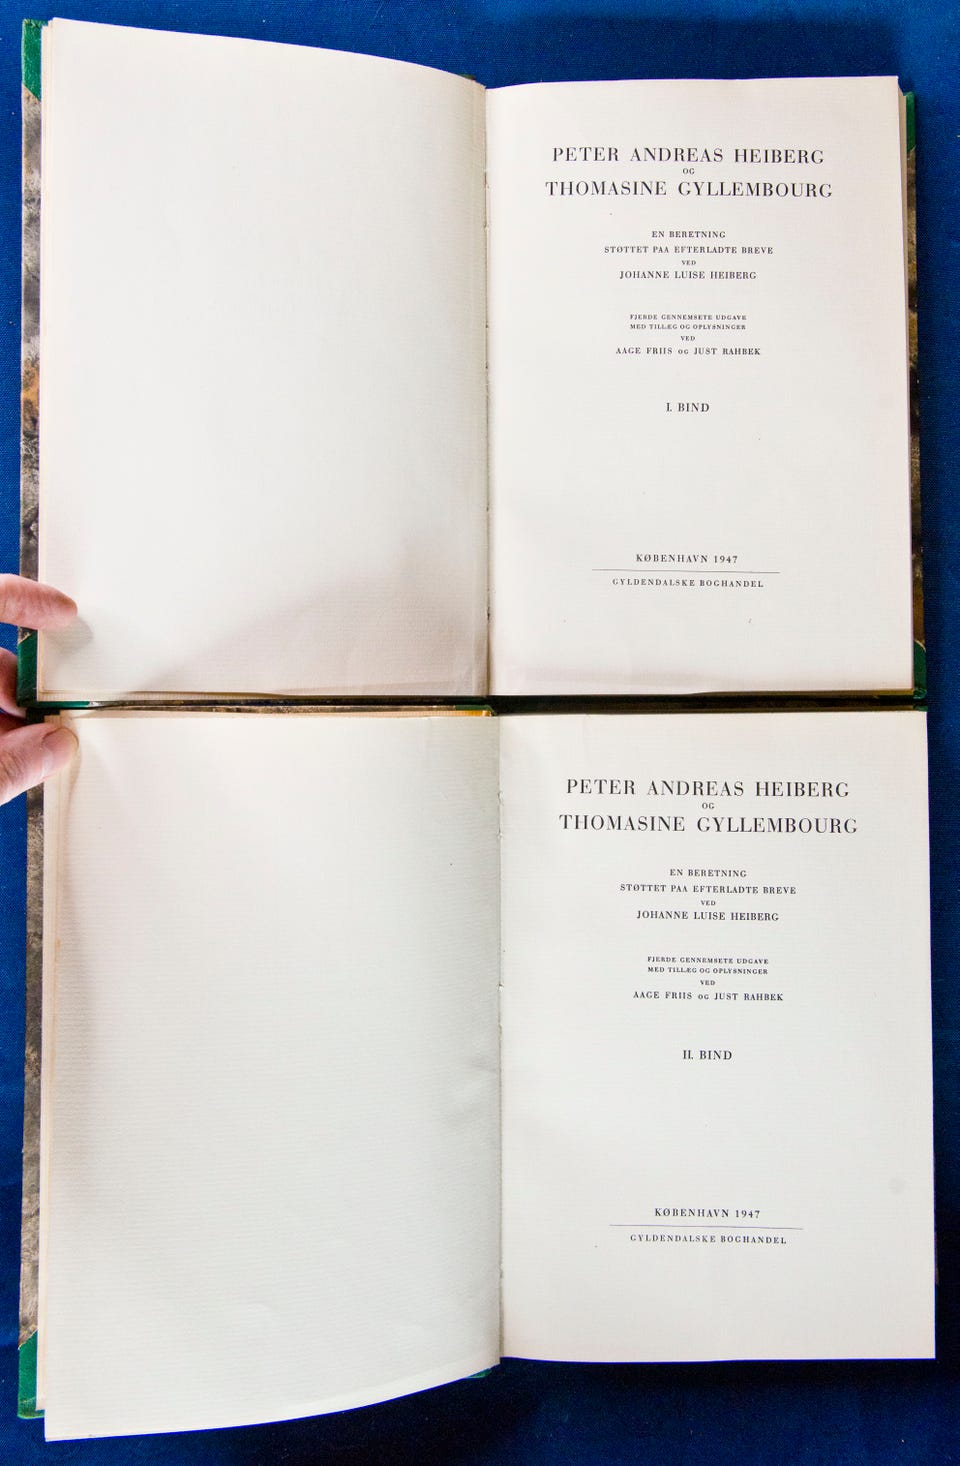 PETER ANDREAS HEIBERG
OG
THOMASINE GYLLEMBOURG
EN BERETNING
STØTTET PAA EFTERLADTE BREVE
VED
JOHANNE LUISE HEIBERG
FJERDE GENNEMSETE UDGAVE
MED TILLÆG OG OPLYSNINGER
VED
AAGE FRIIS OG JUST RAHBEK
I. BIND
KØBENHAVN 1947
GYLDENDALSKE BOGHANDEL
PETER ANDREAS HEIBERG
OG
THOMASINE GYLLEMBOURG
EN BERETNING
STØTTET PAA EFTERLADTE BREVE
VED
JOHANNE LUISE HEIBERG
FJERDE GENNEMSETE UDGAVE
MED TILLÆG OG OPLYSNINGER
VED
AAGE FRIIS OG JUST RAHBEK
II. BIND
KØBENHAVN 1947
GYLDENDALSKE BOGHANDEL